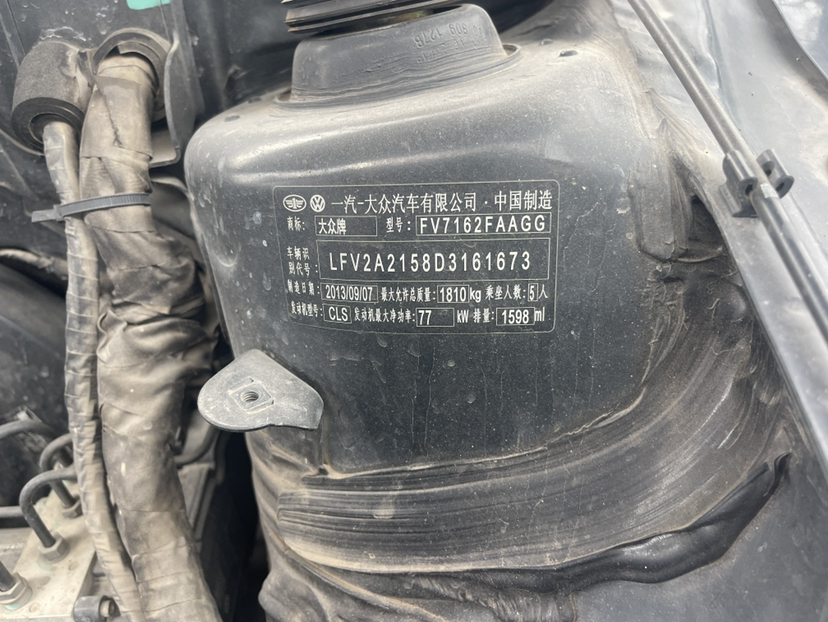 一汽-大众汽车有限公司·中国制造
商标: 大众牌 型号: FV7162FAAGG
车辆识别代号: LFV2A2158D3161673
制造日期: 2013/09/07 最大允许总质量: 1810 kg 乘坐人数: 5 人
发动机型号: CLS 发动机最大净功率: 77 kW 排量: 1598 ml